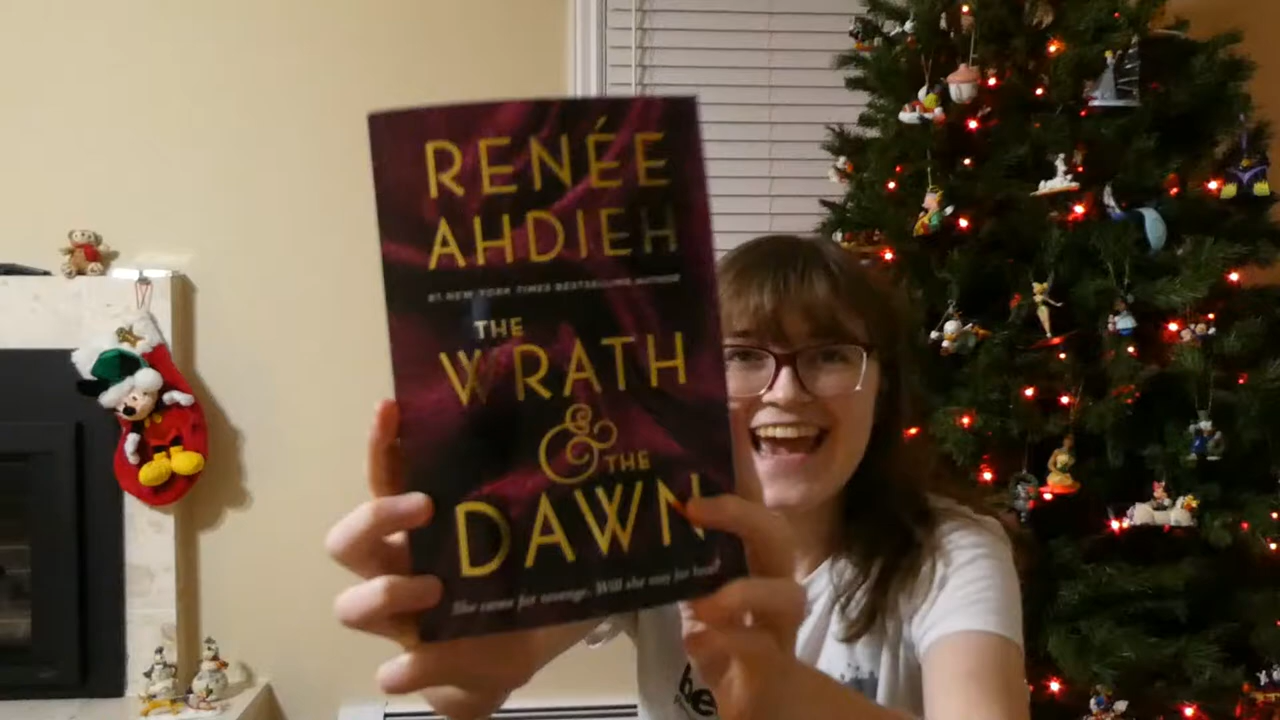 RENÉE
AHDIEH
#1 NEW YORK TIMES BESTSELLING AUTHOR
THE
WRATH
& THE
DAWN
She came for revenge. Will she stay for love?
be